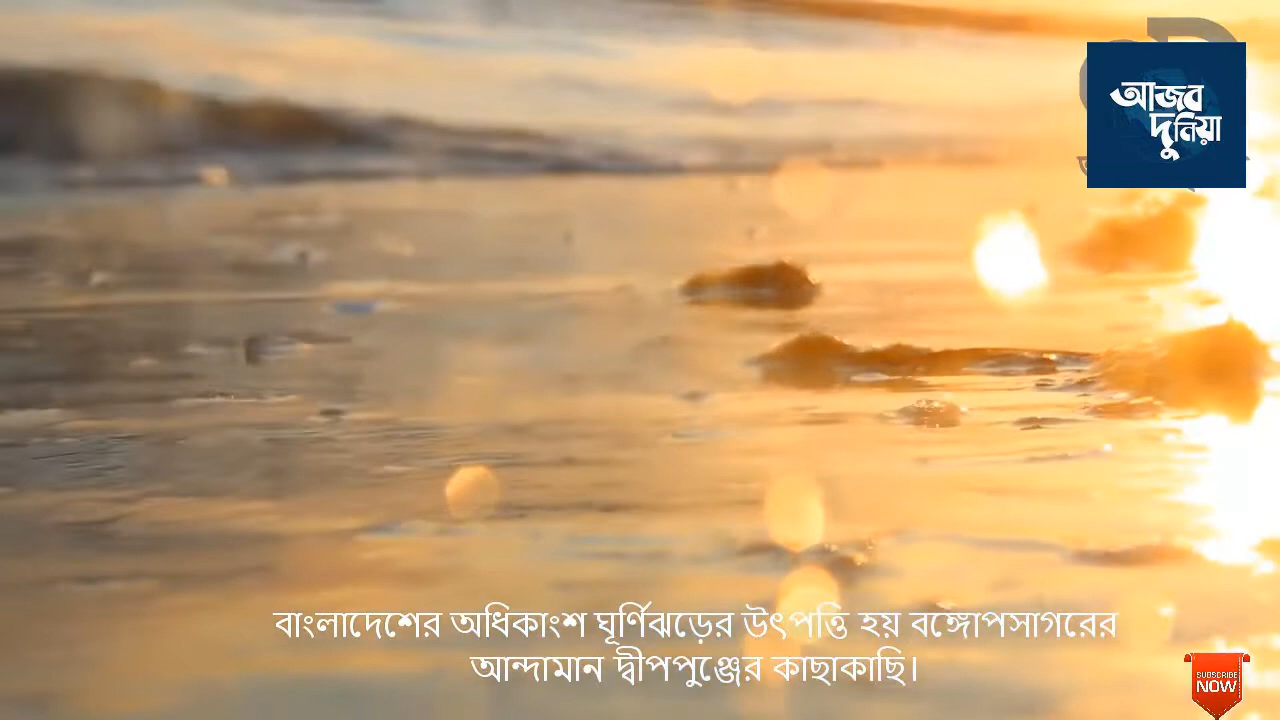 আজব
দুনিয়া
বাংলাদেশের অধিকাংশ ঘূর্ণিঝড়ের উৎপত্তি হয় বঙ্গোপসাগরের
আন্দামান দ্বীপপুঞ্জের কাছাকাছি।
SUBSCRIBE
NOW